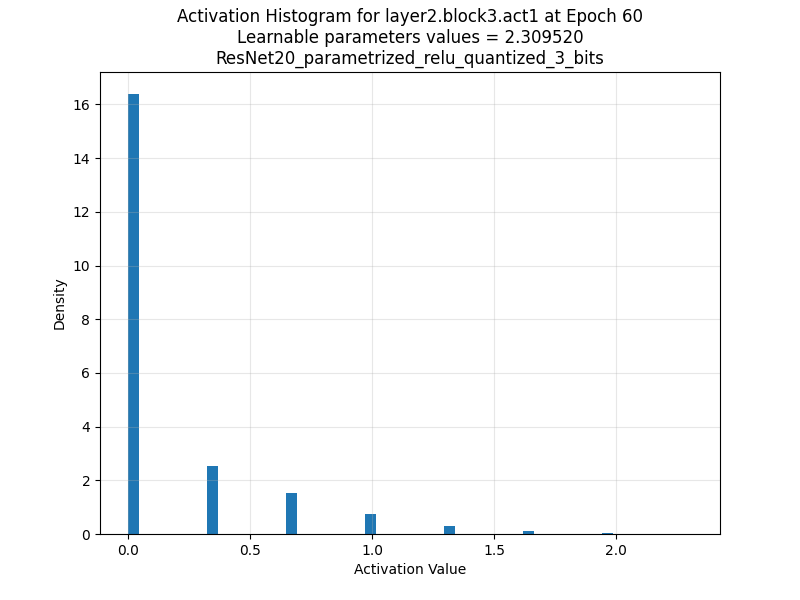 Activation Histogram for layer2.block3.act1 at Epoch 60
Learnable parameters values = 2.309520
ResNet20_parametrized_relu_quantized_3_bits
16
14
12
10
8
6
4
2
0
Density
0.0 0.5 1.0 1.5 2.0
Activation Value